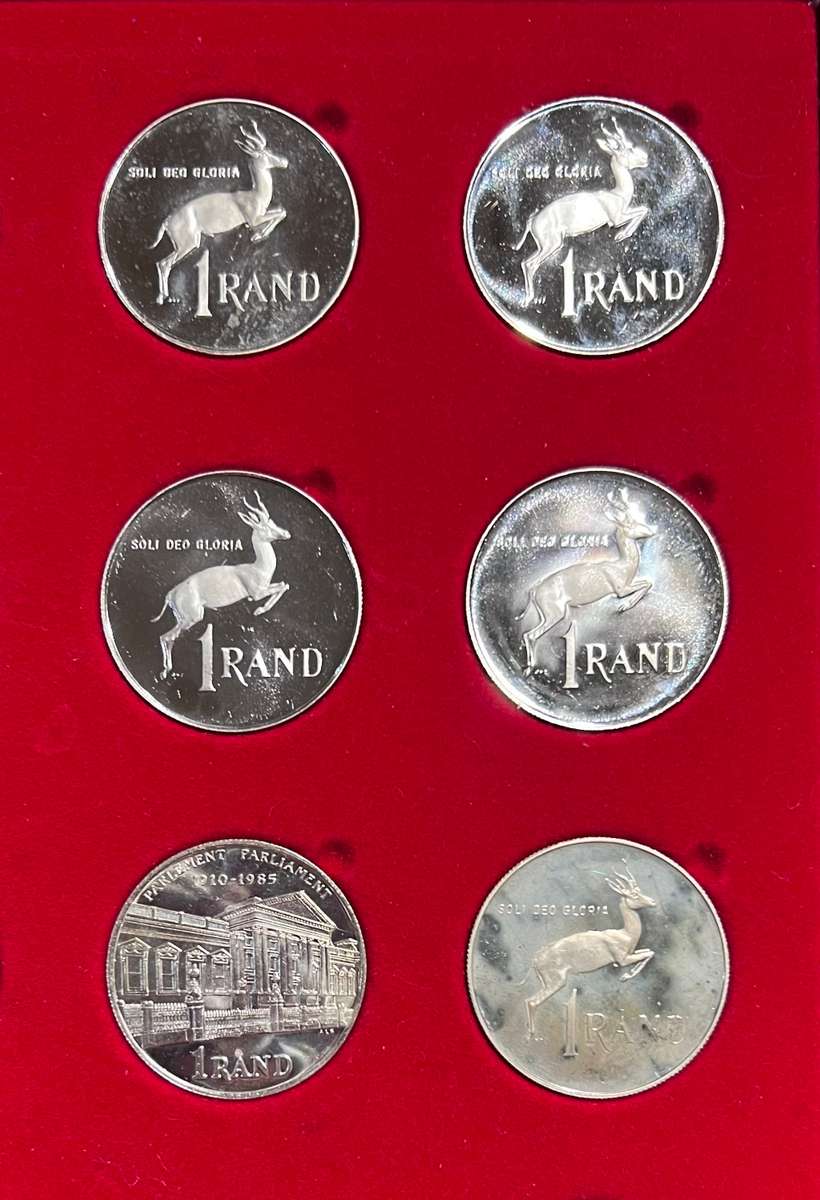 SOLI DEO GLORIA
1 RAND
SOLI DEO GLORIA
1 RAND
SOLI DEO GLORIA
1 RAND
SOLI DEO GLORIA
1 RAND
PARLEMENT PARLIAMENT
1910-1985
ALS
1 RAND
SOLI DEO GLORIA
1 RAND